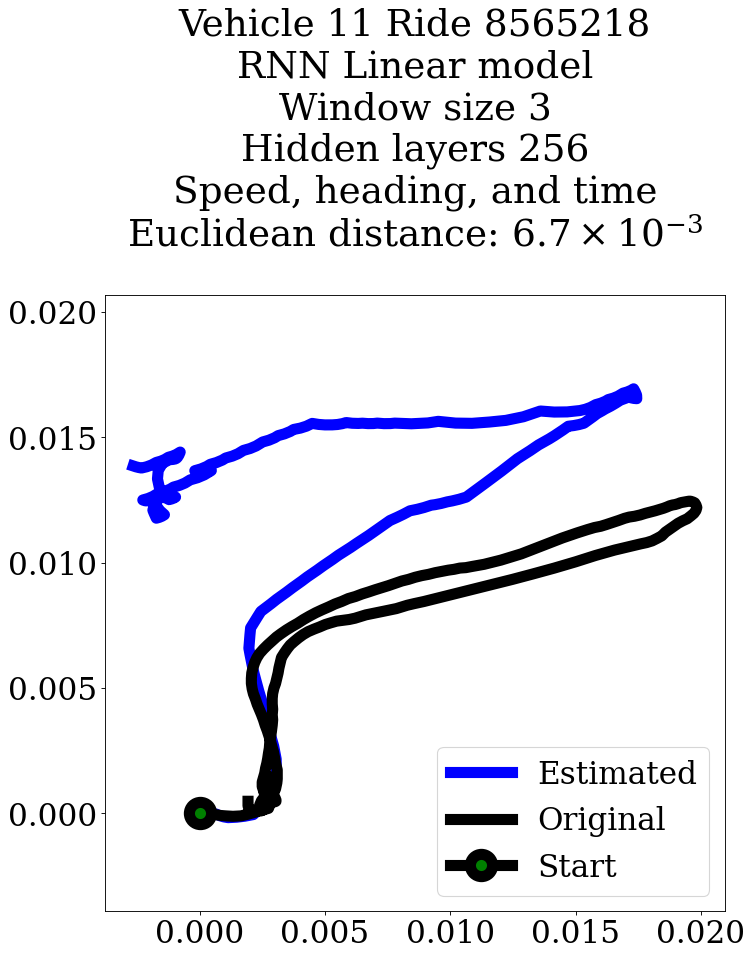 Vehicle 11 Ride 8565218
RNN Linear model
Window size 3
Hidden layers 256
Speed, heading, and time
Euclidean distance: 6.7 × 10⁻³
0.020
0.015
0.010
0.005
0.000
Estimated
Original
Start
0.000 0.005 0.010 0.015 0.020